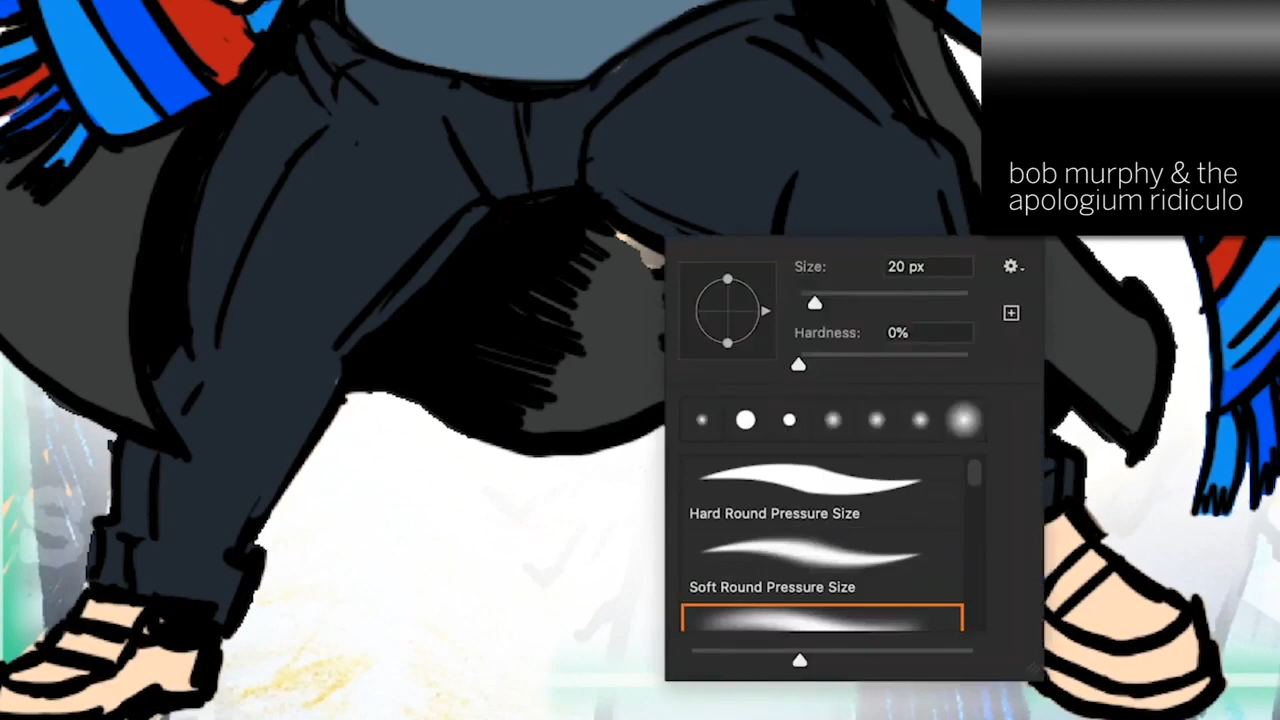 bob murphy & the
apologium ridiculo
Size: 20 px
Hardness: 0%
Hard Round Pressure Size
Soft Round Pressure Size